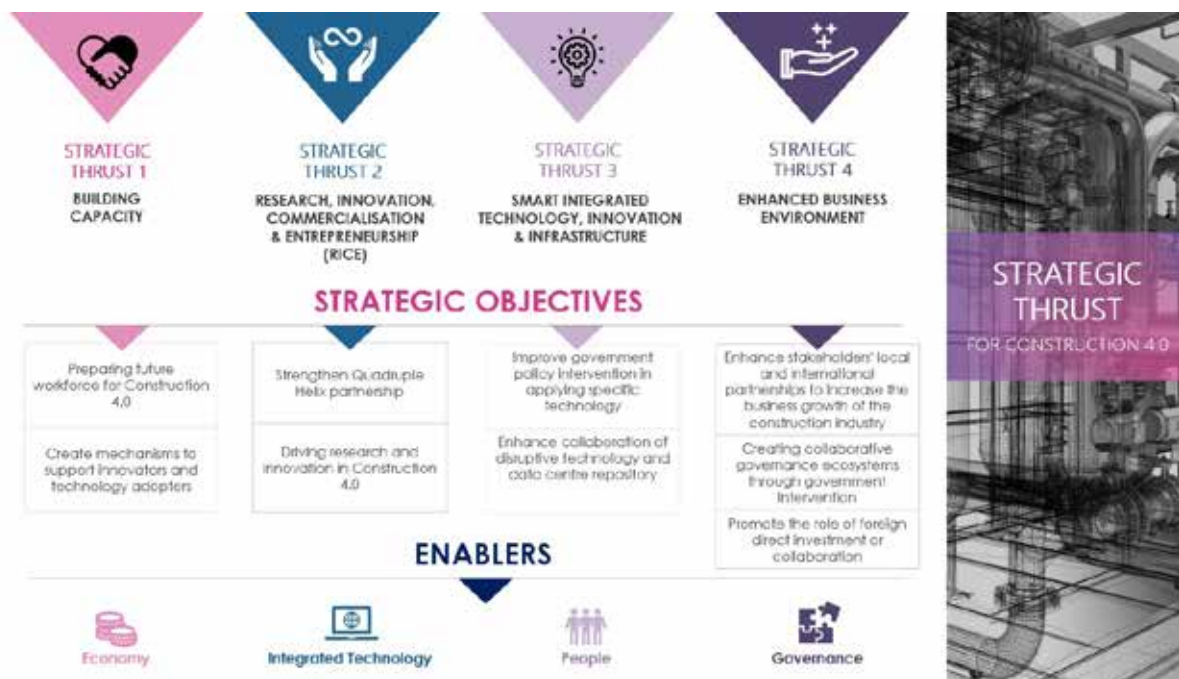 STRATEGIC
THRUST 1
BUILDING
CAPACITY
STRATEGIC
THRUST 2
RESEARCH, INNOVATION,
COMMERCIALISATION
& ENTREPRENEURSHIP
(RICE)
STRATEGIC
THRUST 3
SMART INTEGRATED
TECHNOLOGY, INNOVATION
& INFRASTRUCTURE
STRATEGIC
THRUST 4
ENHANCED BUSINESS
ENVIRONMENT
STRATEGIC OBJECTIVES
Preparing future
workforce for Construction
4.0
Create mechanisms to
support innovators and
technology adopters
Strengthen Quadruple
Helix partnership
Driving research and
innovation in Construction
4.0
Improve government
policy intervention in
applying specific
technology
Enhance collaboration of
disruptive technology and
data centre repository
Enhance stakeholders' local
and international
partnerships to increase the
business growth of the
construction industry
Creating collaborative
governance ecosystems
through government
intervention
Promote the role of foreign
direct investment or
collaboration
ENABLERS
Economy
Integrated Technology
People
Governance
STRATEGIC
THRUST
FOR CONSTRUCTION 4.0